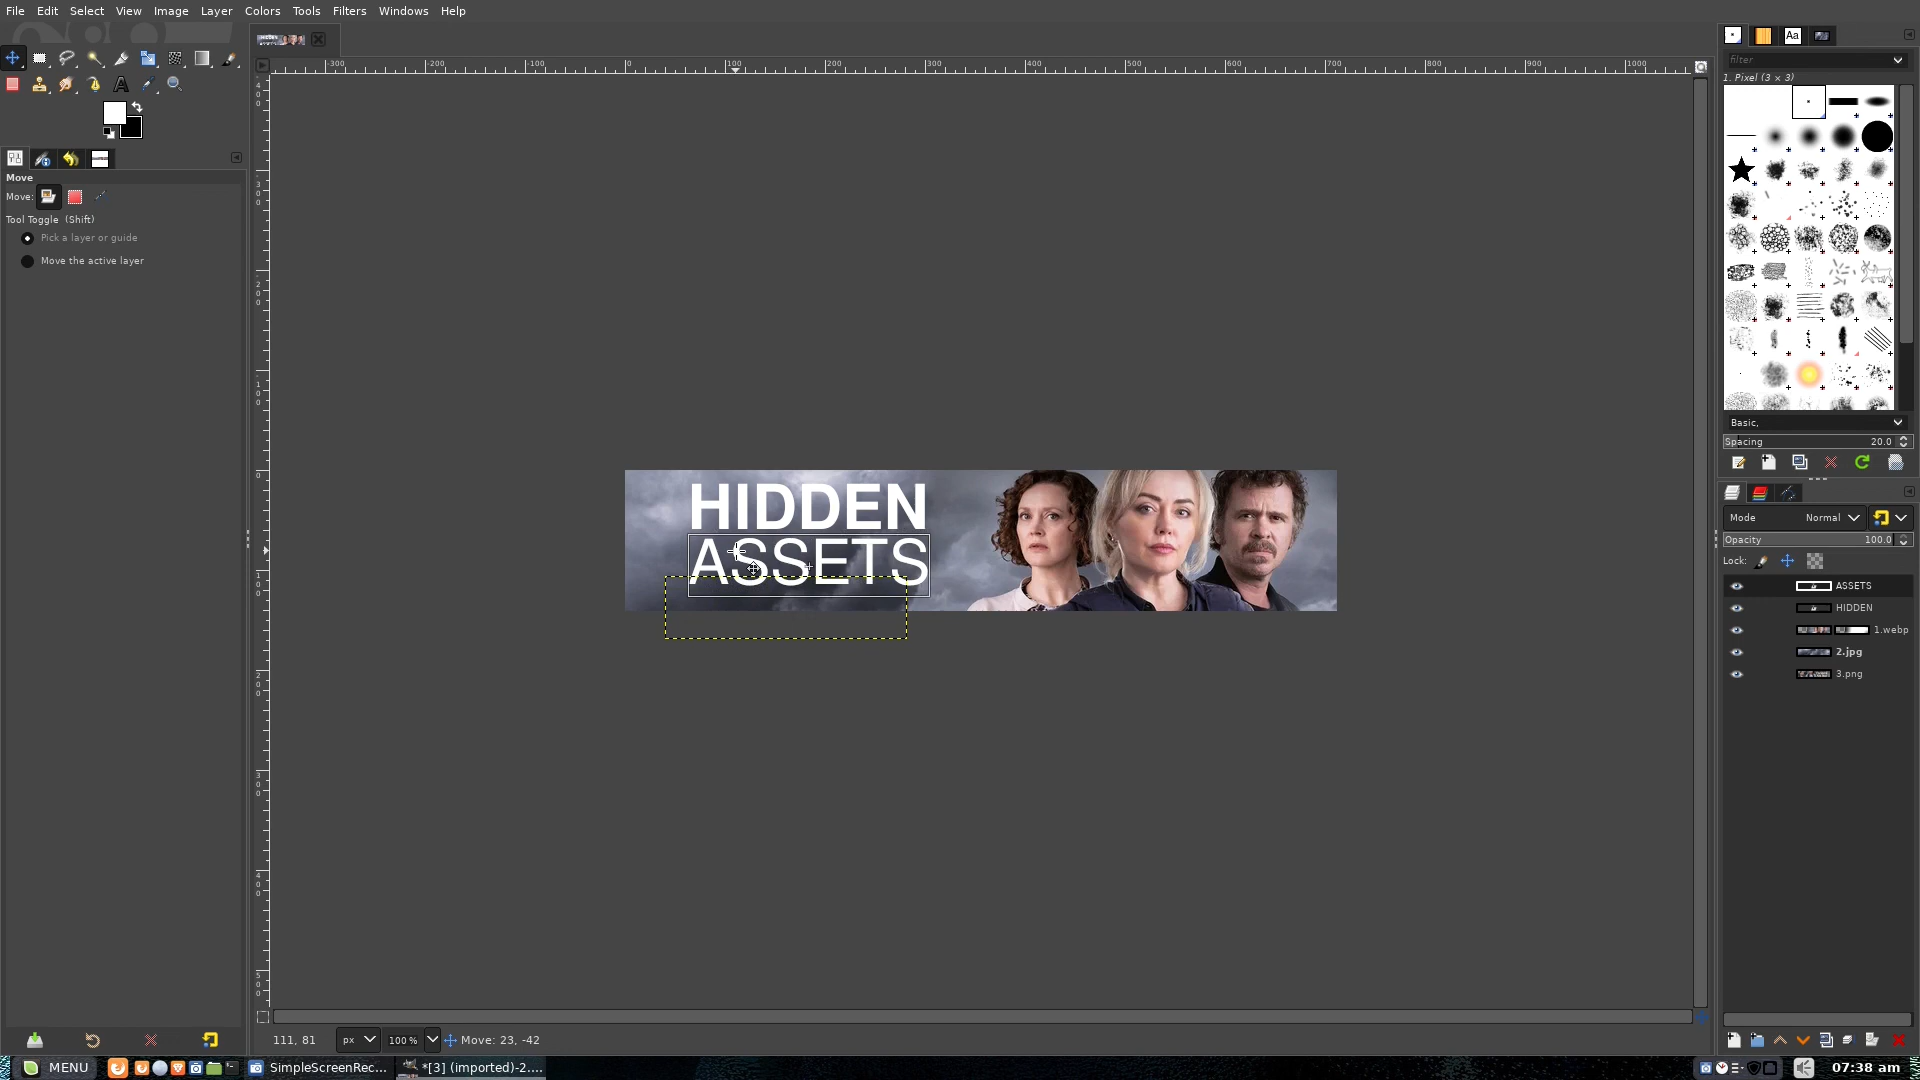 File Edit Select View Image Layer Colors Tools Filters Windows Help
Aa
filter
1. Pixel (3 × 3)
Move
Move:
Tool Toggle (Shift)
Pick a layer or guide
Move the active layer
HIDDEN
ASSETS
Basic,
Spacing 20.0
Mode Normal
Opacity 100.0
Lock:
ASSETS
HIDDEN
1.webp
2.jpg
3.png
111, 81 px 100 % Move: 23, -42
MENU SimpleScreenRec... *[3] (imported)-2.... 07:38 am